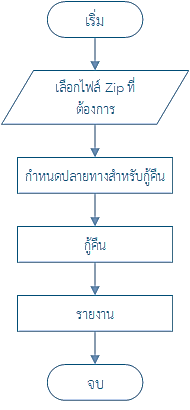 เริ่ม
เลือกไฟล์ Zip ที่
ต้องการ
กำหนดปลายทางสำหรับกู้คืน
กู้คืน
รายงาน
จบ